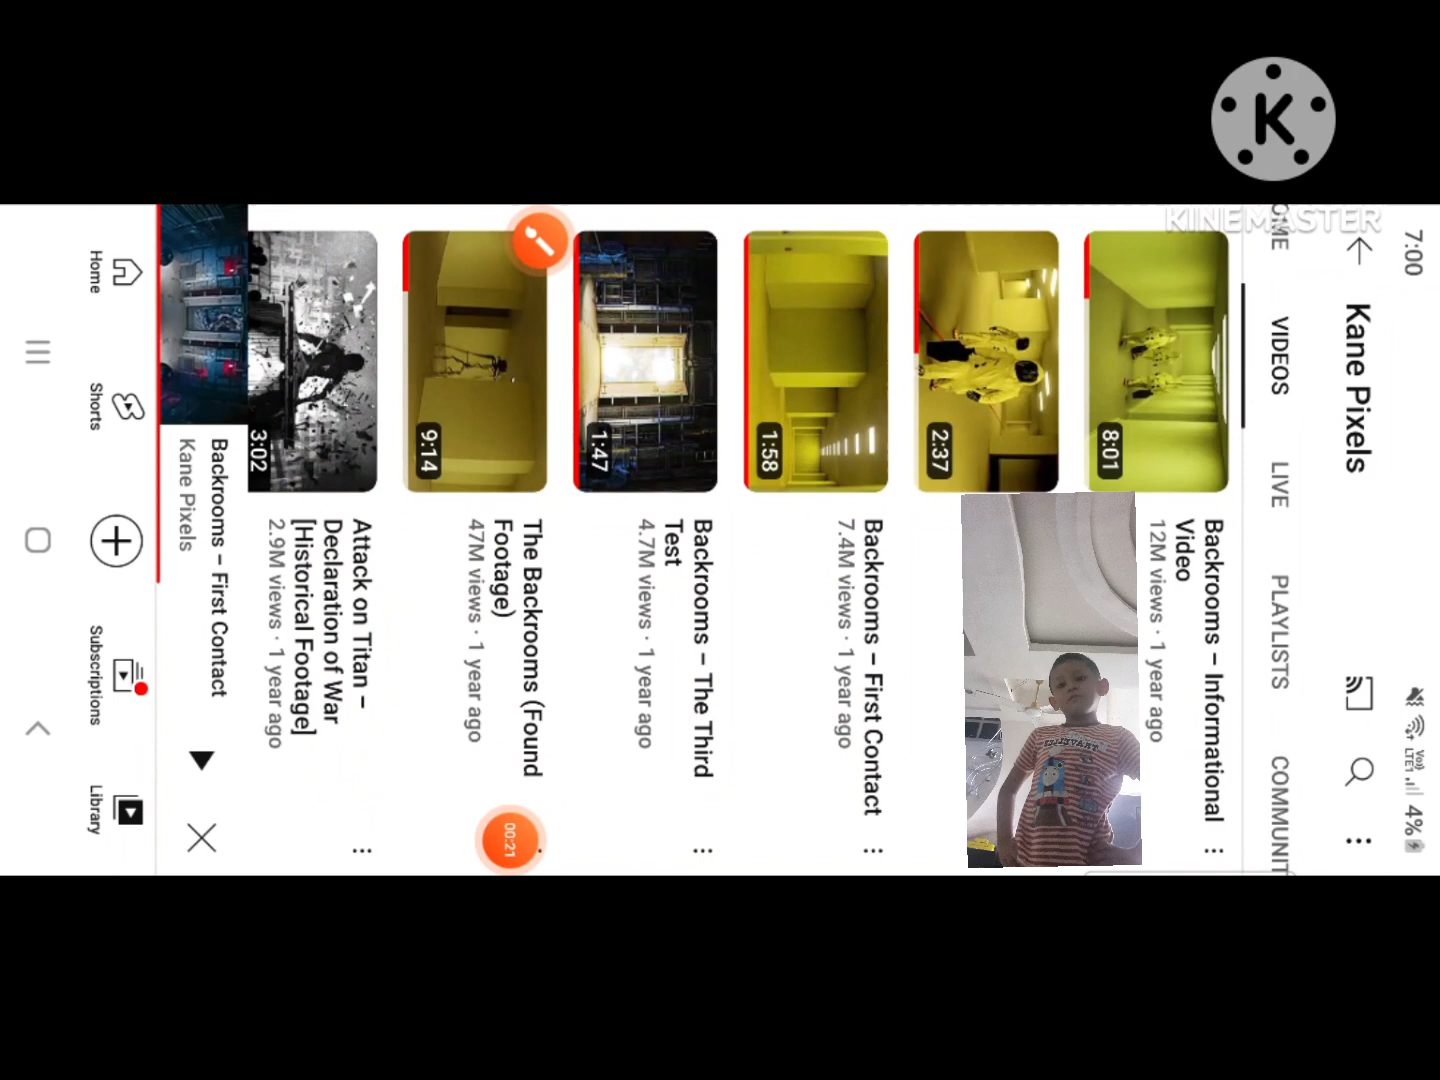 K
KINEMASTER
7:00
LTE1
4%
Kane Pixels
VIDEOS
LIVE
PLAYLISTS
COMMUNIT
8:01
Backrooms – Informational
Video
12M views · 1 year ago
2:37
1:58
Backrooms – First Contact
7.4M views · 1 year ago
1:47
Backrooms – The Third
Test
4.7M views · 1 year ago
9:14
The Backrooms (Found
Footage)
47M views · 1 year ago
00:21
3:02
Attack on Titan –
Declaration of War
[Historical Footage]
2.9M views · 1 year ago
Backrooms – First Contact
Kane Pixels
Home
Shorts
Subscriptions
Library